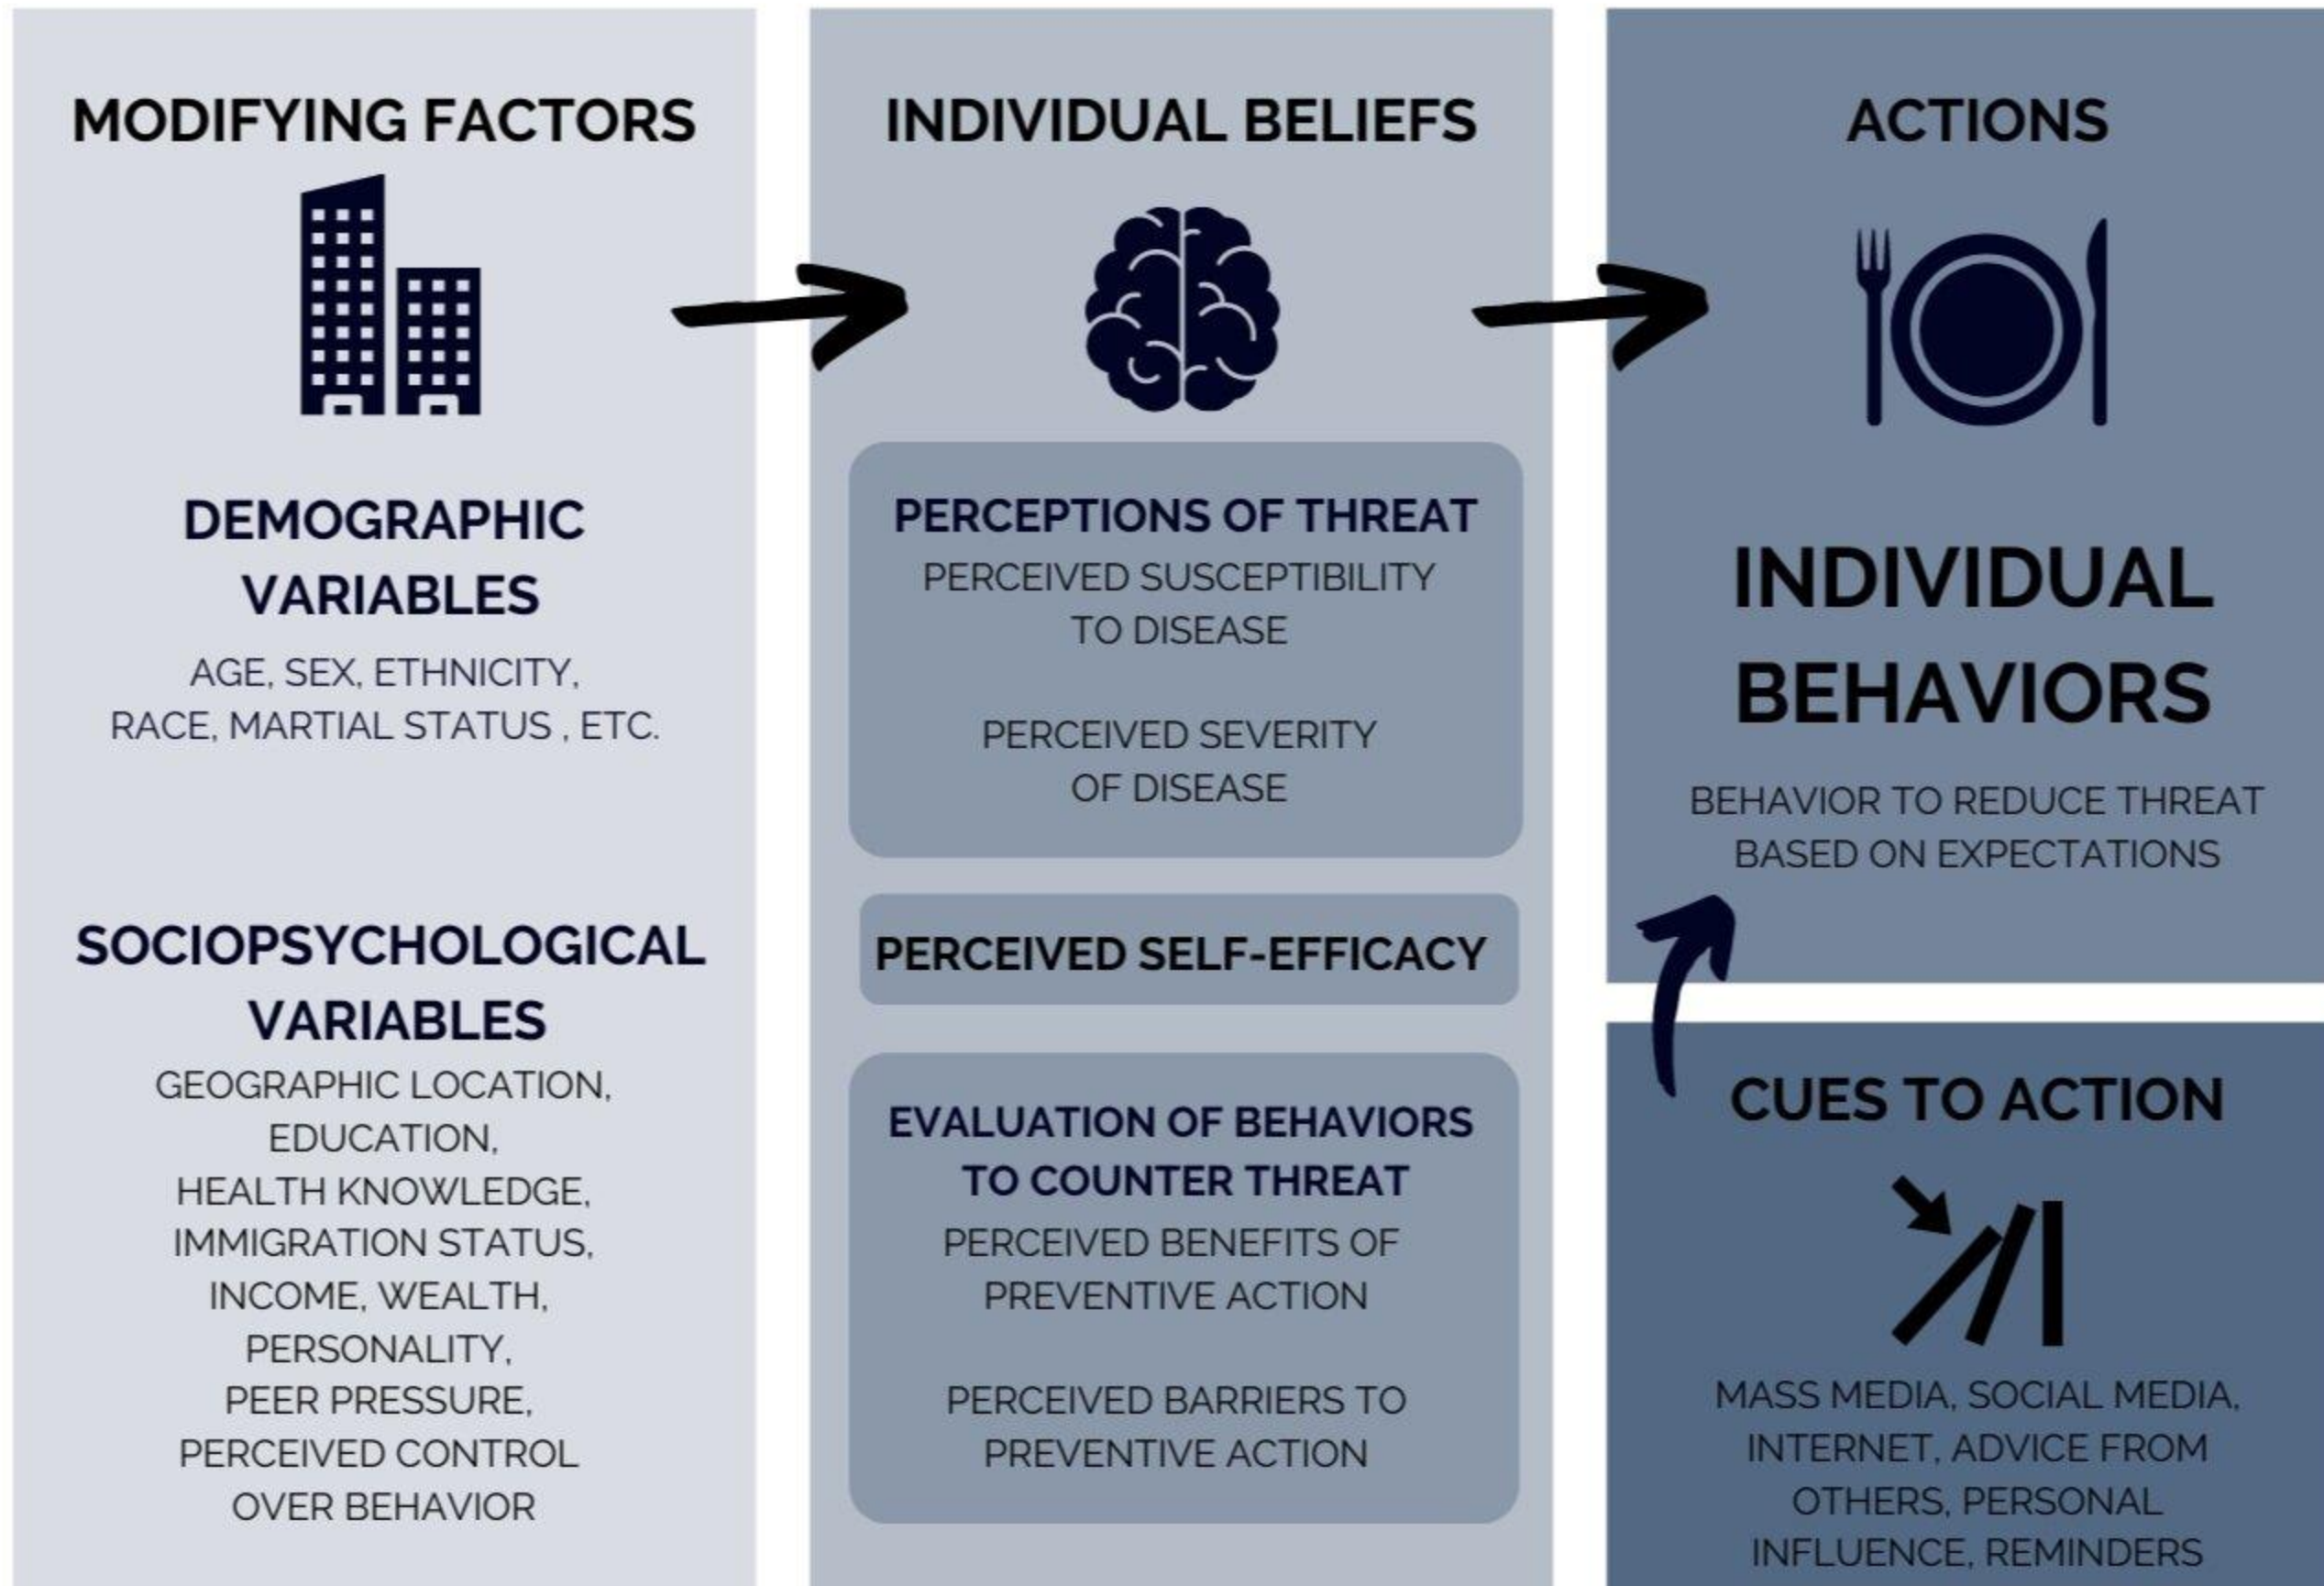 MODIFYING FACTORS
DEMOGRAPHIC
VARIABLES
AGE, SEX, ETHNICITY,
RACE, MARTIAL STATUS , ETC.
SOCIOPSYCHOLOGICAL
VARIABLES
GEOGRAPHIC LOCATION,
EDUCATION,
HEALTH KNOWLEDGE,
IMMIGRATION STATUS,
INCOME, WEALTH,
PERSONALITY,
PEER PRESSURE,
PERCEIVED CONTROL
OVER BEHAVIOR
INDIVIDUAL BELIEFS
PERCEPTIONS OF THREAT
PERCEIVED SUSCEPTIBILITY
TO DISEASE
PERCEIVED SEVERITY
OF DISEASE
PERCEIVED SELF-EFFICACY
EVALUATION OF BEHAVIORS
TO COUNTER THREAT
PERCEIVED BENEFITS OF
PREVENTIVE ACTION
PERCEIVED BARRIERS TO
PREVENTIVE ACTION
ACTIONS
INDIVIDUAL
BEHAVIORS
BEHAVIOR TO REDUCE THREAT
BASED ON EXPECTATIONS
CUES TO ACTION
MASS MEDIA, SOCIAL MEDIA,
INTERNET, ADVICE FROM
OTHERS, PERSONAL
INFLUENCE, REMINDERS